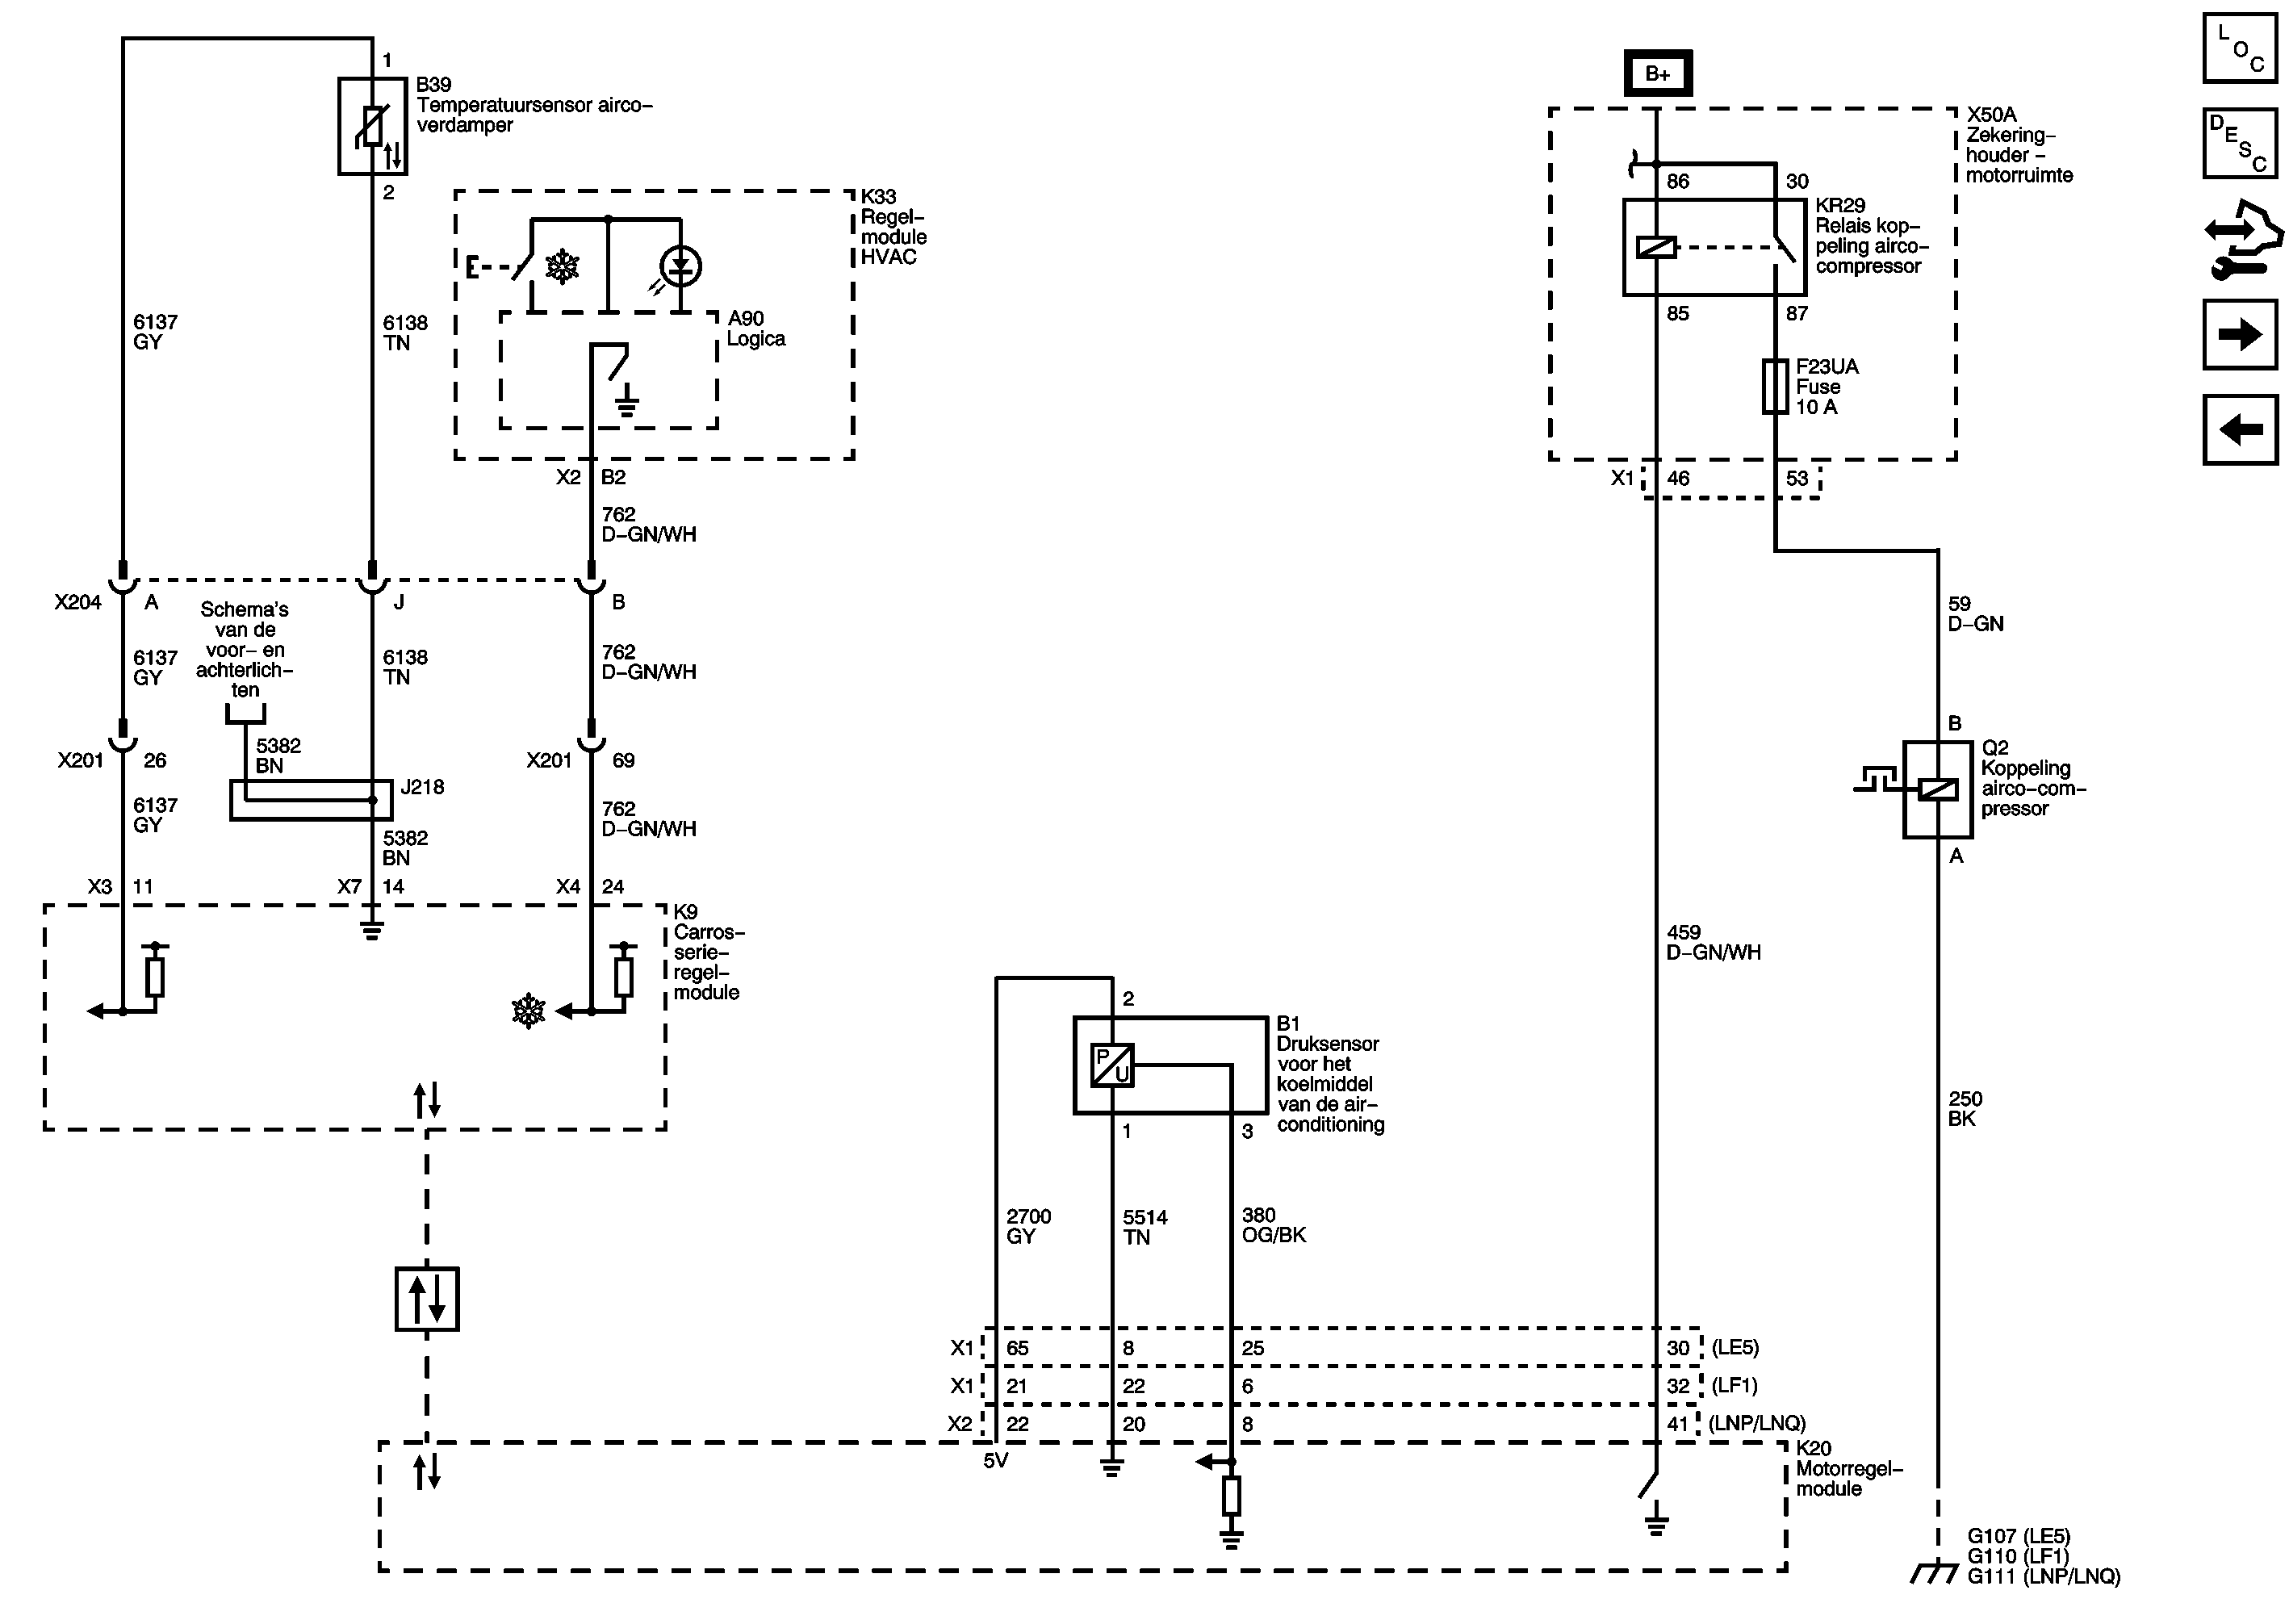 1
B39
Temperatuursensor airco–
verdamper
2
6137
GY
6138
TN
K33
Regel–
module
HVAC
A90
Logica
X2
B2
762
D–GN/WH
X204
A
J
B
Schema's
van de
voor– en
achterlich–
ten
6137
GY
6138
TN
762
D–GN/WH
X201
26
5382
BN
X201
69
J218
6137
GY
5382
BN
762
D–GN/WH
X3
11
X7
14
X4
24
K9
Carros–
serie–
regel–
module
2
B1
Druksensor
voor het
koelmiddel
van de air–
conditioning
P
U
1
3
2700
GY
5514
TN
380
OG/BK
B+
X50A
Zekering–
houder –
motorruimte
86
30
KR29
Relais kop–
peling airco–
compressor
85
87
F23UA
Fuse
10 A
X1
46
53
59
D–GN
B
Q2
Koppeling
airco–com–
pressor
A
459
D–GN/WH
250
BK
X1
65
8
25
30
(LE5)
X1
21
22
6
32
(LF1)
X2
22
20
8
41
(LNP/LNQ)
5V
K20
Motorregel–
module
G107 (LE5)
G110 (LF1)
G111 (LNP/LNQ)
L
O
C
D
E
S
C